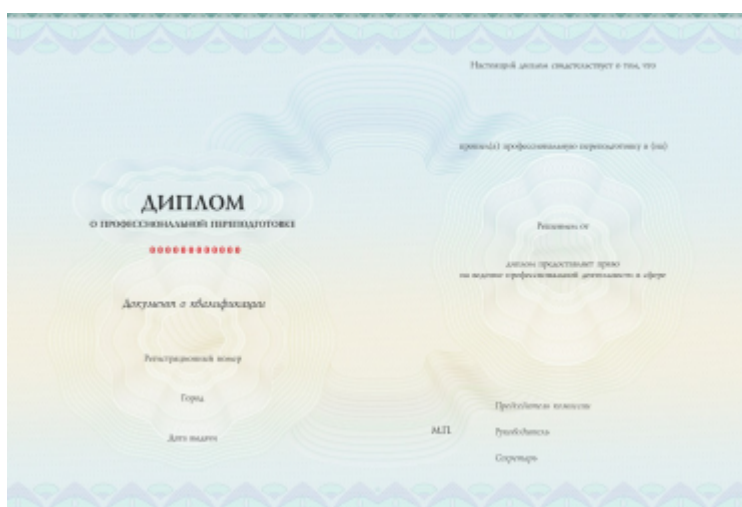 ДИПЛОМ
О ПРОФЕССИОНАЛЬНОЙ ПЕРЕПОДГОТОВКЕ
000000000000
Документ о квалификации
Регистрационный номер
Город
Дата выдачи
Настоящий диплом свидетельствует о том, что
прошел(а) профессиональную переподготовку в (на)
Решением от
диплом предоставляет право
на ведение профессиональной деятельности в сфере
Председатель комиссии
М.П. Руководитель
Секретарь